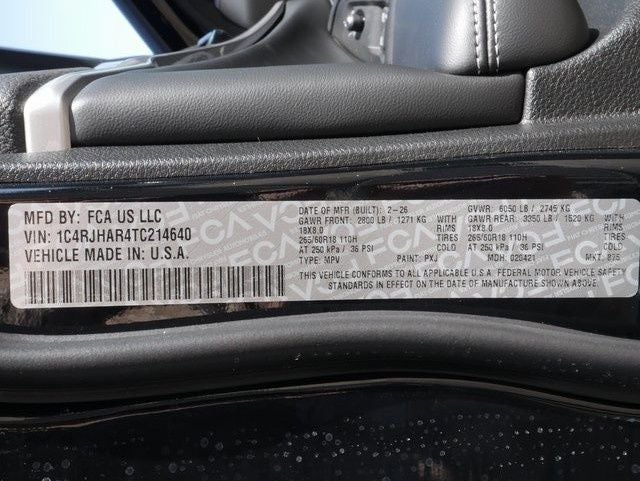 MFD BY: FCA US LLC
VIN: 1C4RJHAR4TC214640
VEHICLE MADE IN: U.S.A.
DATE OF MFR (BUILT): 2-26 GVWR: 6050 LB / 2745 KG
GAWR FRONT: 2800 LB / 1271 KG WITH GAWR REAR: 3350 LB / 1520 KG WITH
18X8.0 RIMS 18X8.0 RIMS
265/60R18 110H TIRES 265/60R18 110H TIRES
AT 250 kPa / 36 PSI COLD AT 250 kPa / 36 PSI COLD
TYPE: MPV PAINT: PXJ MDH: 020421 MKT: 875
THIS VEHICLE CONFORMS TO ALL APPLICABLE U.S.A. FEDERAL MOTOR VEHICLE SAFETY
STANDARDS IN EFFECT ON THE DATE OF MANUFACTURE SHOWN ABOVE.